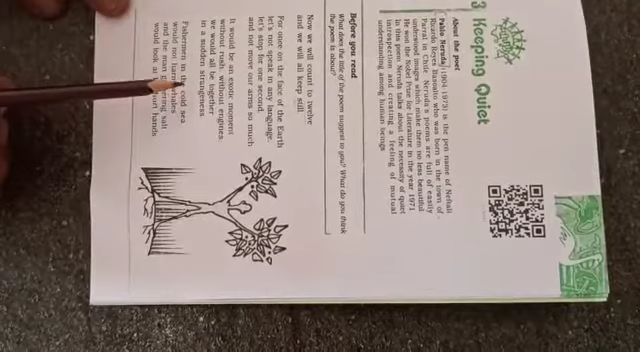 3 Keeping Quiet
About the poet
Pablo Neruda (1904-1973) is the pen name of Neftali
Ricardo Reyes Basoalto who was born in the town of
Parral in Chile. Neruda's poems are full of easily
understood images which make them no less beautiful.
He won the Nobel Prize for Literature in the year 1971.
In this poem Neruda talks about the necessity of quiet
introspection and creating a feeling of mutual
understanding among human beings.
Before you read
What does the title of the poem suggest to you? What do you think
the poem is about?
Now we will count to twelve
and we will all keep still.
For once on the face of the Earth
let's not speak in any language,
let's stop for one second,
and not move our arms so much.
It would be an exotic moment
without rush, without engines,
we would all be together
in a sudden strangeness.
Fishermen in the cold sea
would not harm whales
and the man gathering salt
would look at hurt hands.